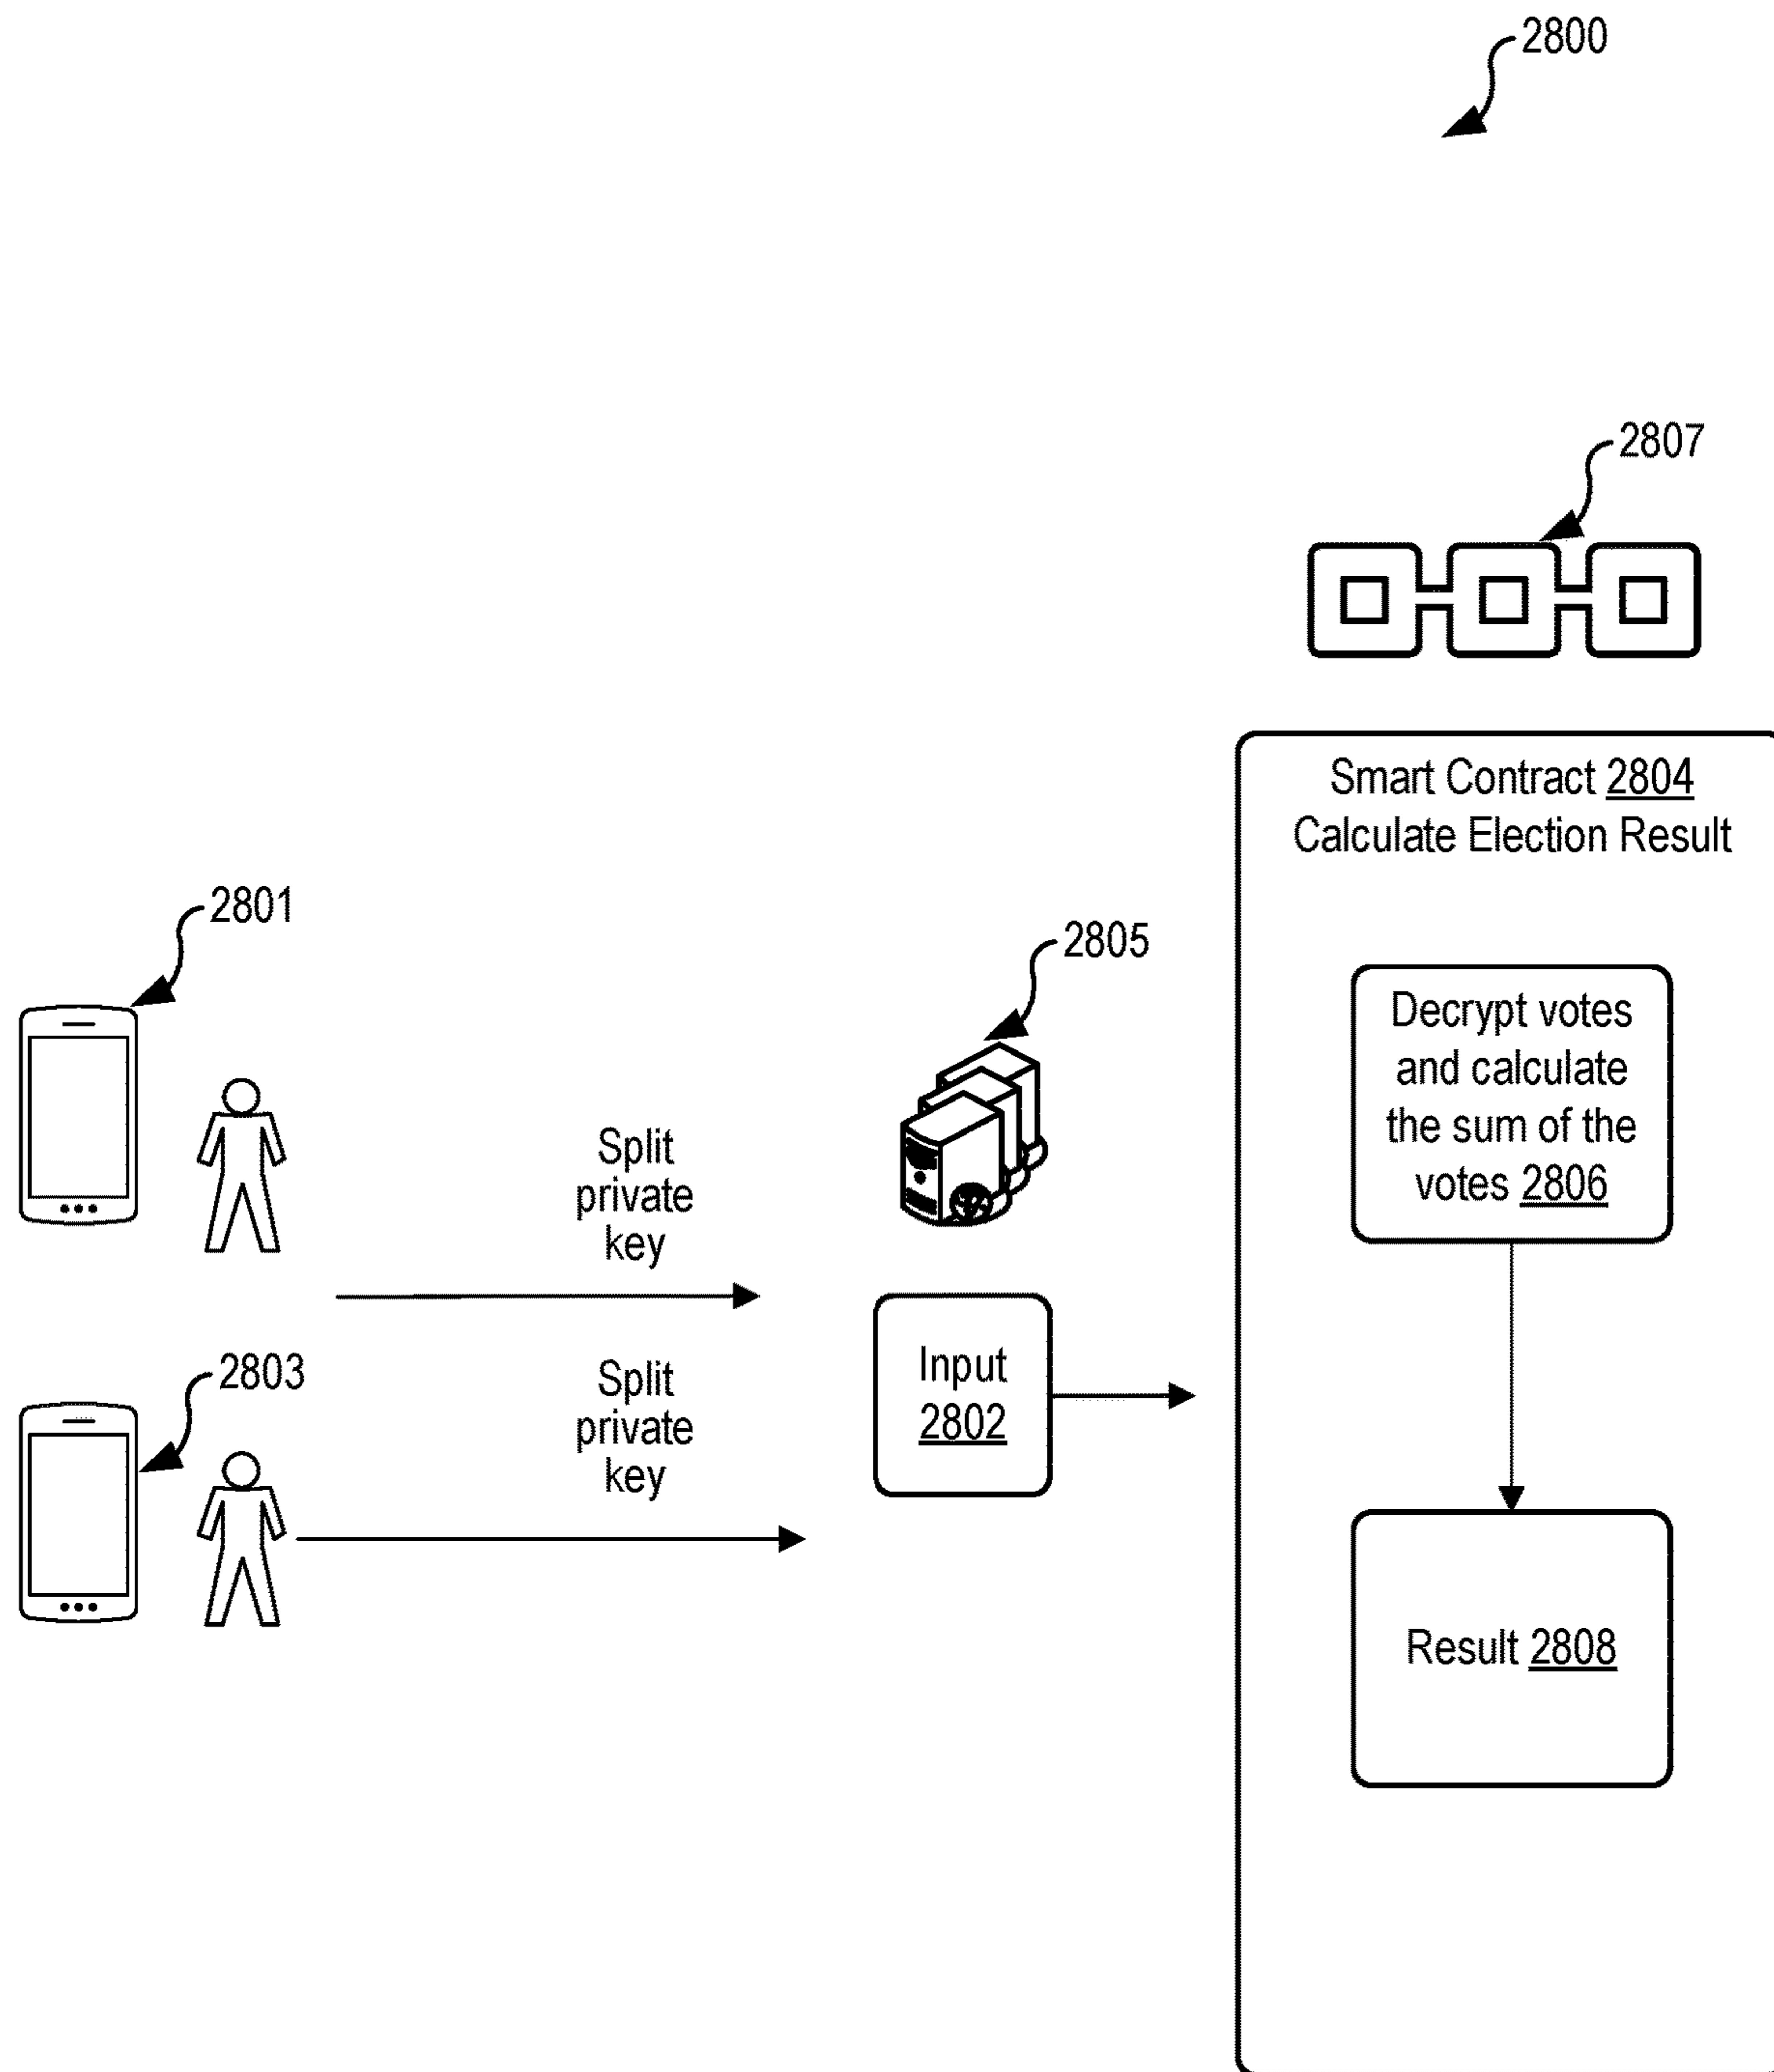 2800
2807
Smart Contract 2804
Calculate Election Result
2801
2805
Decrypt votes
and calculate
the sum of the
votes 2806
Split
private
key
Input
2802
2803
Split
private
key
Result 2808